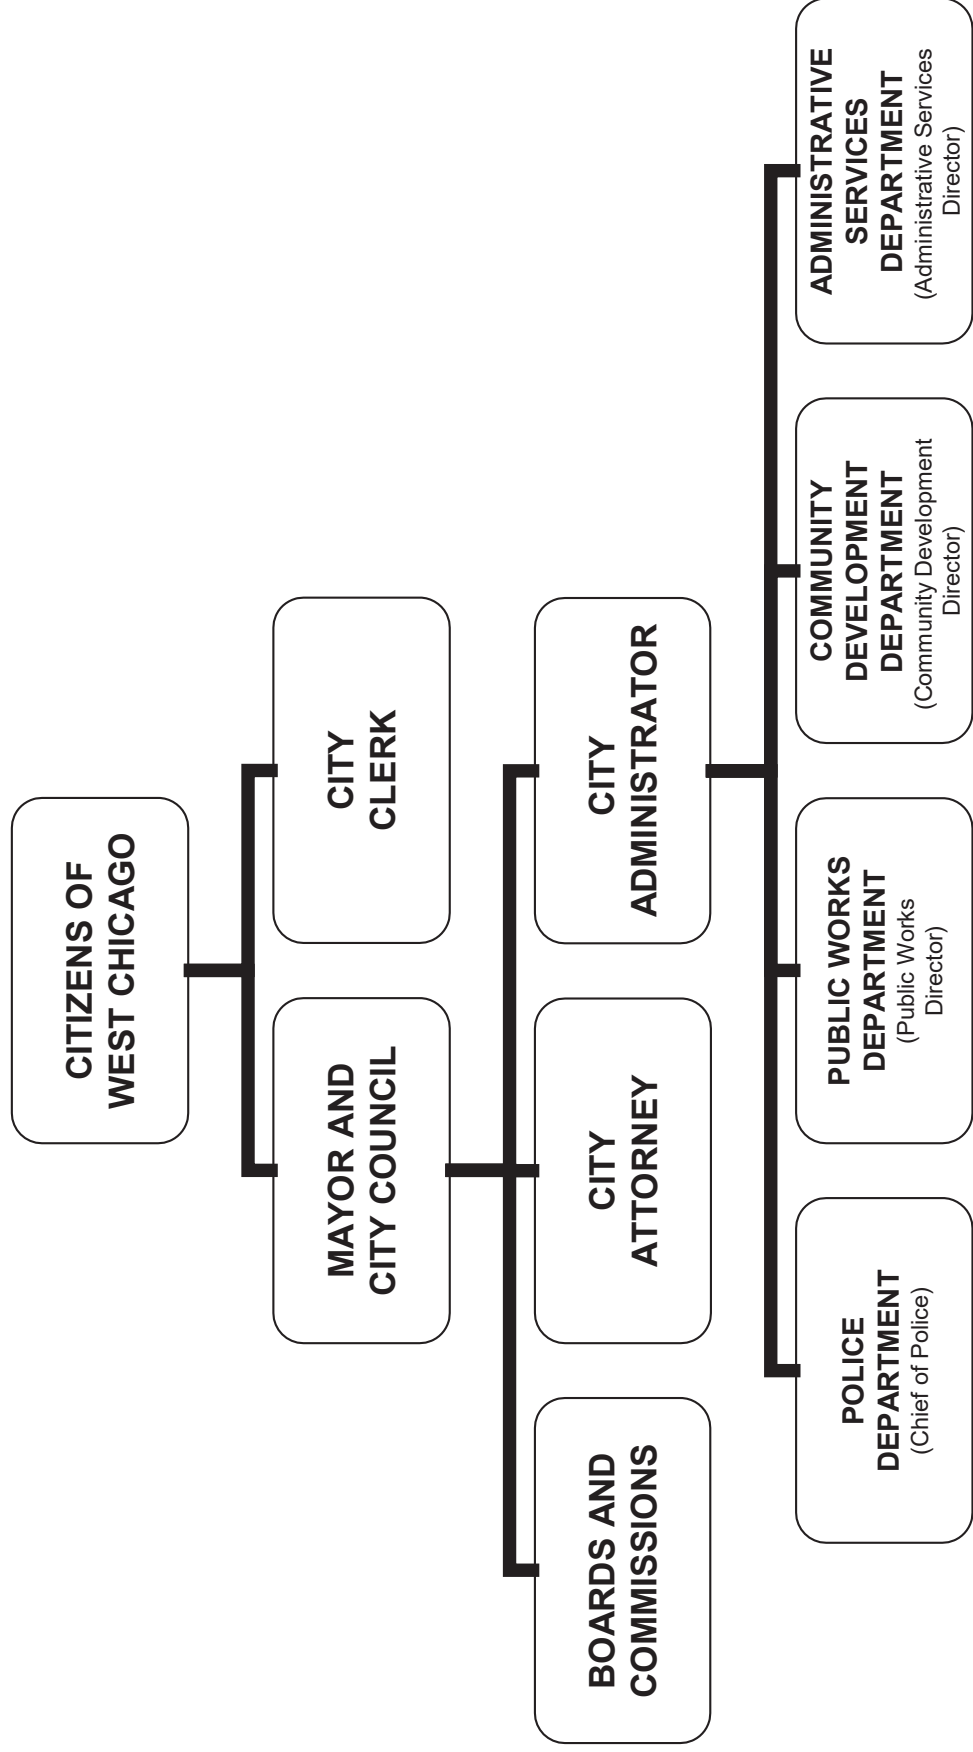 CITIZENS OF
WEST CHICAGO
MAYOR AND
CITY COUNCIL
CITY
CLERK
BOARDS AND
COMMISSIONS
CITY
ATTORNEY
CITY
ADMINISTRATOR
POLICE
DEPARTMENT
(Chief of Police)
PUBLIC WORKS
DEPARTMENT
(Public Works
Director)
COMMUNITY
DEVELOPMENT
DEPARTMENT
(Community Development
Director)
ADMINISTRATIVE
SERVICES
DEPARTMENT
(Administrative Services
Director)